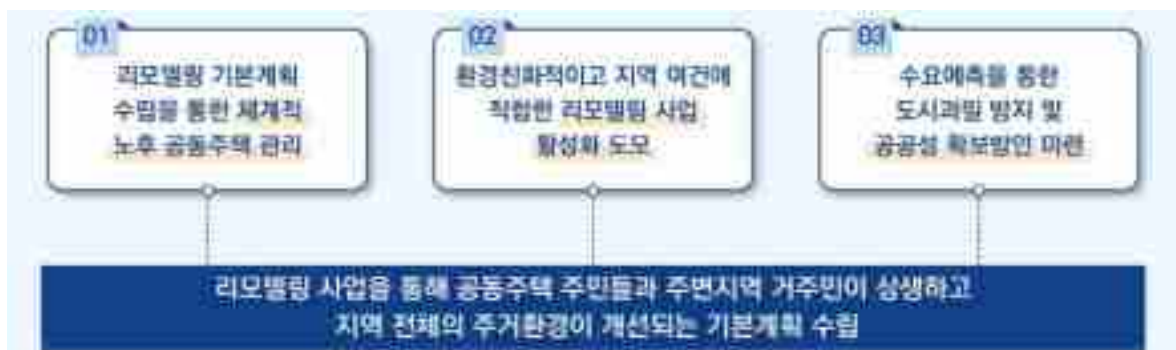 01
리모델링 기본계획
수립을 통한 체계적
노후 공동주택 관리
02
환경친화적이고 지역 여건에
적합한 리모델링 사업
활성화 도모
03
수요예측을 통한
도시과밀 방지 및
공공성 확보방안 마련
리모델링 사업을 통해 공동주택 주민들과 주변지역 거주민이 상생하고
지역 전체의 주거환경이 개선되는 기본계획 수립